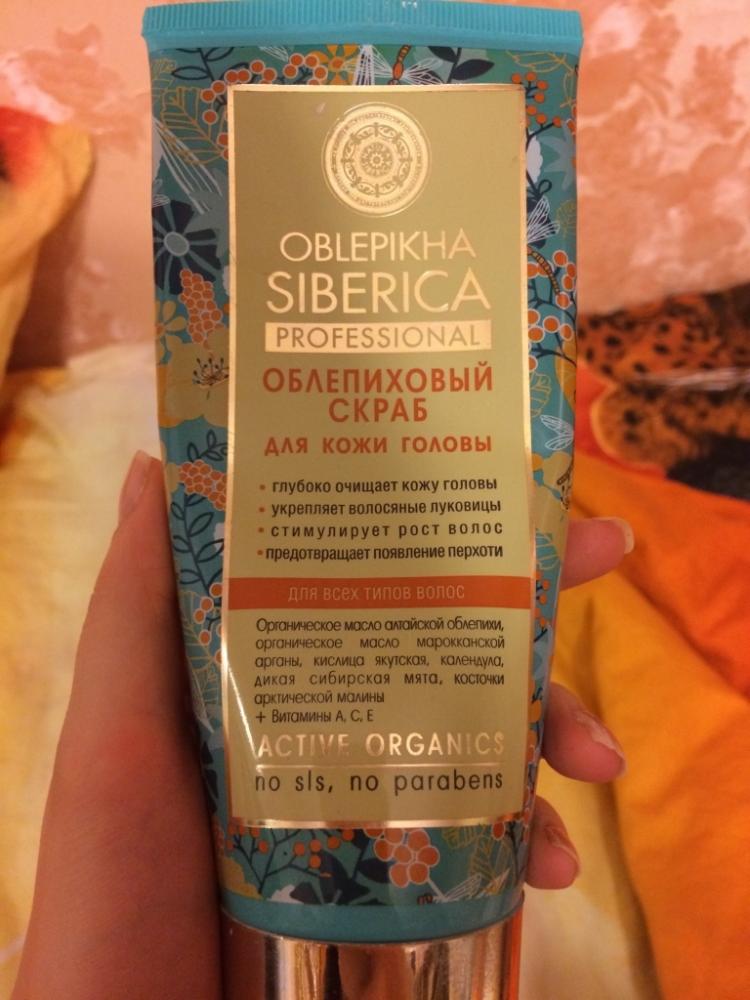 OBLEPIKHA
SIBERICA
PROFESSIONAL
ОБЛЕПИХОВЫЙ
СКРАБ
ДЛЯ КОЖИ ГОЛОВЫ
• глубоко очищает кожу головы
• укрепляет волосяные луковицы
• стимулирует рост волос
• предотвращает появление перхоти
ДЛЯ ВСЕХ ТИПОВ ВОЛОС
Органическое масло алтайской облепихи,
органическое масло марокканской
арганы, кислица якутская, календула,
дикая сибирская мята, косточки
арктической малины
+ Витамины А, С, Е
ACTIVE ORGANICS
no sls, no parabens